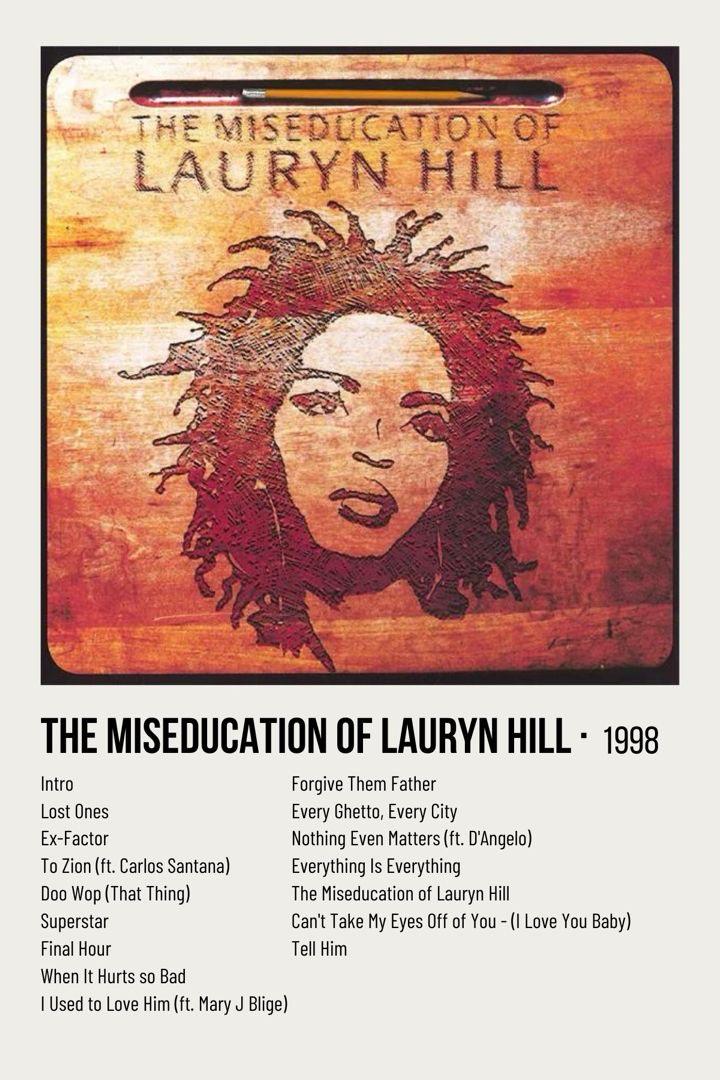 THE MISEDUCATION OF
LAURYN HILL
THE MISEDUCATION OF LAURYN HILL · 1998
Intro
Lost Ones
Ex-Factor
To Zion (ft. Carlos Santana)
Doo Wop (That Thing)
Superstar
Final Hour
When It Hurts so Bad
I Used to Love Him (ft. Mary J Blige)
Forgive Them Father
Every Ghetto, Every City
Nothing Even Matters (ft. D'Angelo)
Everything Is Everything
The Miseducation of Lauryn Hill
Can't Take My Eyes Off of You - (I Love You Baby)
Tell Him